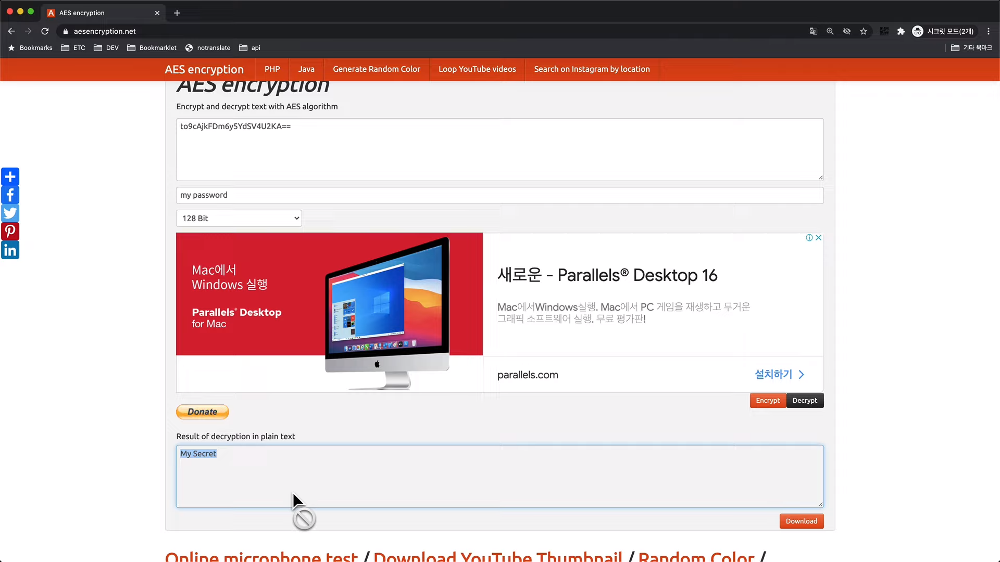 AES encryption
aesencryption.net
시크릿 모드(2개)
Bookmarks
ETC
DEV
Bookmarklet
notranslate
api
기타 북마크
AES encryption
PHP
Java
Generate Random Color
Loop YouTube videos
Search on Instagram by location
AES encryption
Encrypt and decrypt text with AES algorithm
to9cAjkFDm6y5YdSV4U2KA==
my password
128 Bit
Mac에서
Windows 실행
Parallels® Desktop
for Mac
새로운 - Parallels® Desktop 16
Mac에서Windows실행. Mac에서 PC 게임을 재생하고 무거운
그래픽 소프트웨어 실행. 무료 평가판!
parallels.com
설치하기
Encrypt
Decrypt
Donate
Result of decryption in plain text
My Secret
Download
Online microphone test / Download YouTube Thumbnail / Random Color /